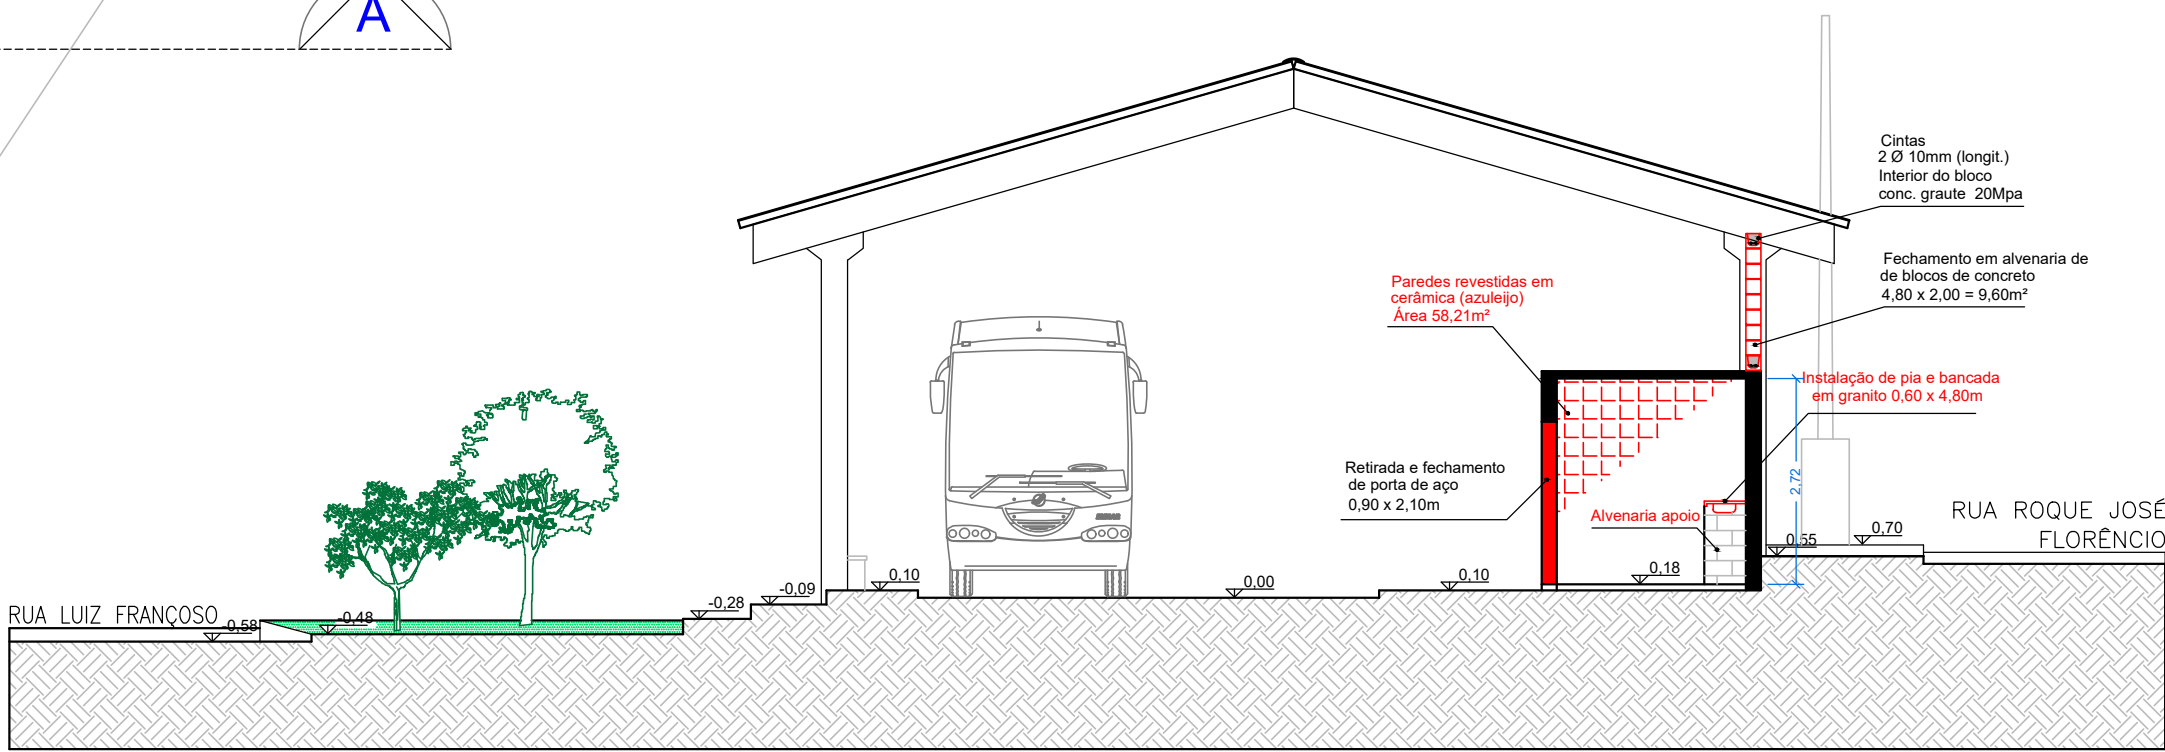 A
Cintas
2 Ø 10mm (longit.)
Interior do bloco
conc. graute 20Mpa
Fechamento em alvenaria de
de blocos de concreto
4,80 x 2,00 = 9,60m²
Paredes revestidas em
cerâmica (azuleijo)
Área 58,21m²
Instalação de pia e bancada
em granito 0,60 x 4,80m
Retirada e fechamento
de porta de aço
0,90 x 2,10m
2,72
Alvenaria apoio
RUA ROQUE JOSÉ
FLORÊNCIO
0,70
0,55
0,18
0,10
0,00
0,10
-0,09
-0,28
-0,48
-0,58
RUA LUIZ FRANÇOSO